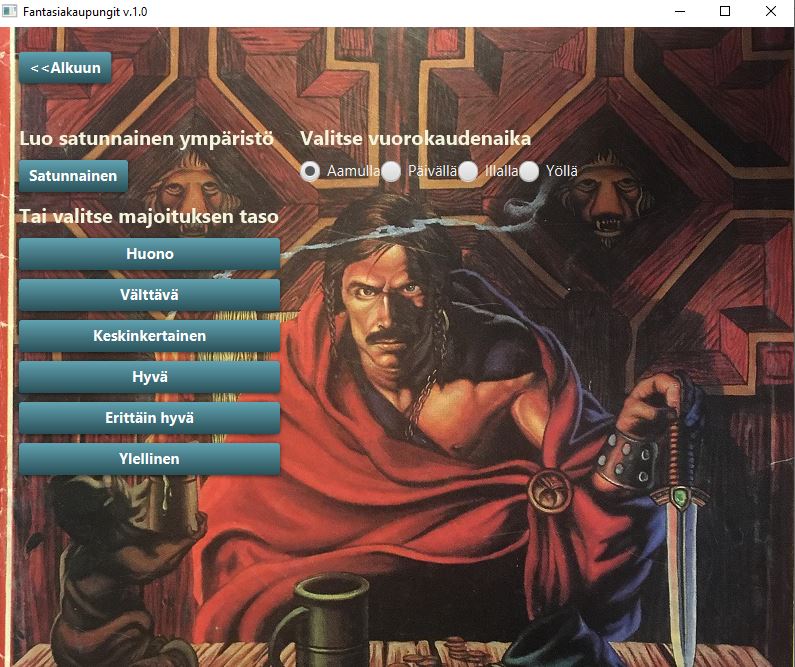 Fantasiakaupungit v.1.0
<<Alkuun
Luo satunnainen ympäristö
Valitse vuorokaudenaika
Satunnainen
Aamulla Päivällä Illalla Yöllä
Tai valitse majoituksen taso
Huono
Välttävä
Keskinkertainen
Hyvä
Erittäin hyvä
Ylellinen